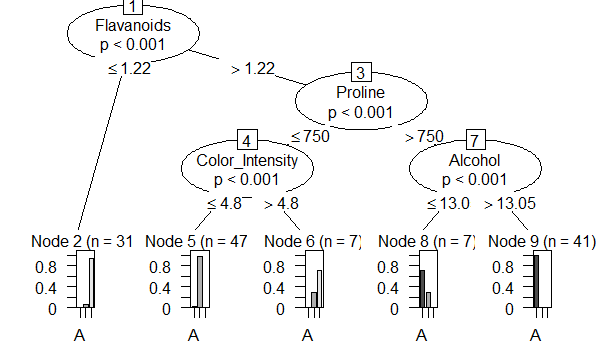 1
Flavanoids
p < 0.001
≤ 1.22 > 1.22
3
Proline
p < 0.001
≤ 750 > 750
4 7
Color_Intensity Alcohol
p < 0.001 p < 0.001
≤ 4.8 > 4.8 ≤ 13.0 > 13.05
Node 2 (n = 31 Node 5 (n = 47 Node 6 (n = 7) Node 8 (n = 7) Node 9 (n = 41)
0.8 0.8 0.8 0.8 0.8
0.4 0.4 0.4 0.4 0.4
0 0 0 0 0
A A A A A